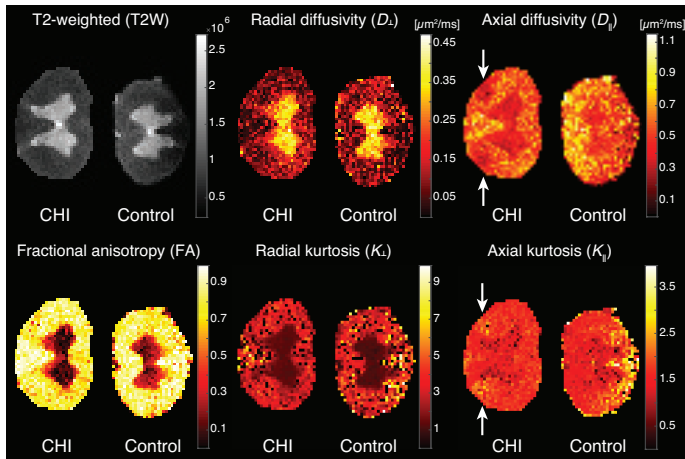 T2-weighted (T2W)
×10⁶
2.5
2
1.5
1
0.5
CHI
Control
Radial diffusivity (D⊥)
[µm²/ms]
0.45
0.35
0.25
0.15
0.05
CHI
Control
Axial diffusivity (D∥)
[µm²/ms]
1.1
0.9
0.7
0.5
0.3
0.1
CHI
Control
Fractional anisotropy (FA)
0.9
0.7
0.5
0.3
0.1
CHI
Control
Radial kurtosis (K⊥)
9
7
5
3
1
CHI
Control
Axial kurtosis (K∥)
3.5
2.5
1.5
0.5
CHI
Control